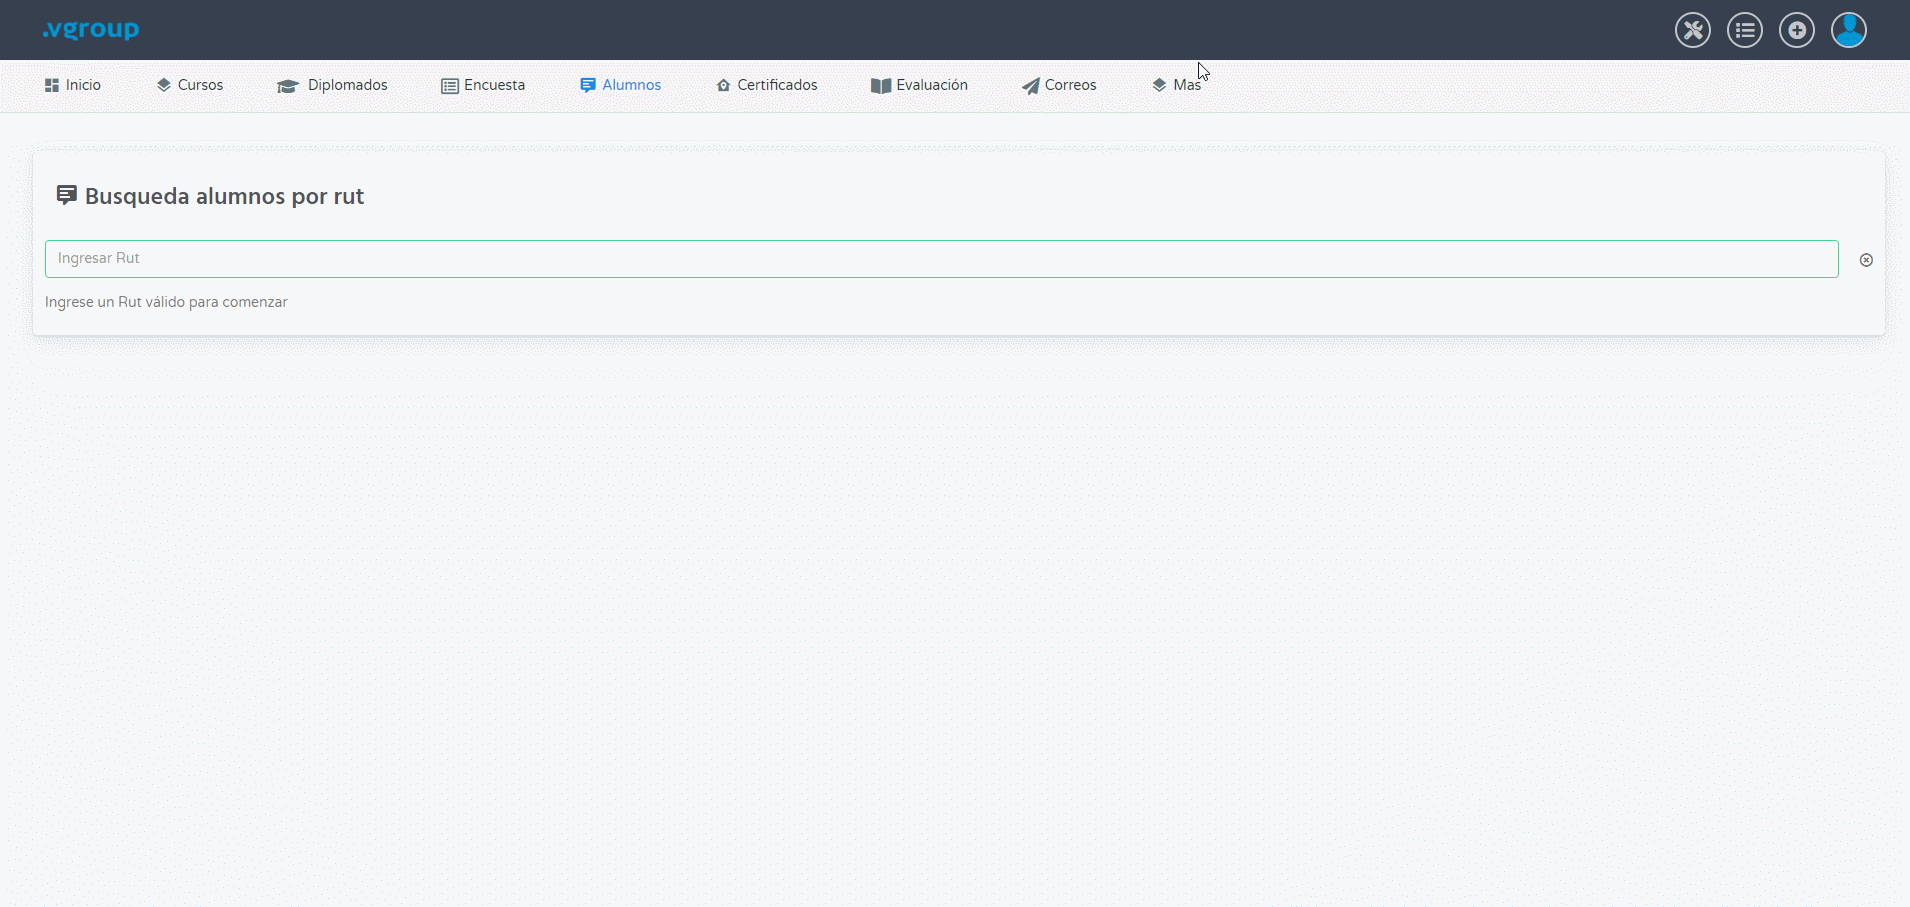 .vgroup
Inicio Cursos Diplomados Encuesta Alumnos Certificados Evaluación Correos Mas
Busqueda alumnos por rut
Ingresar Rut
Ingrese un Rut válido para comenzar